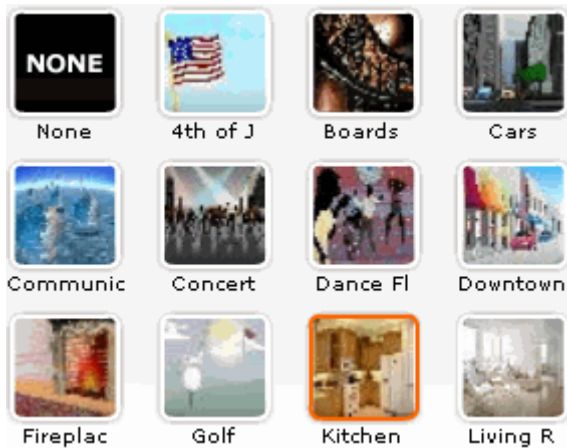 NONE
None
4th of J
Boards
Cars
Communic
Concert
Dance Fl
Downtown
Fireplac
Golf
Kitchen
Living R